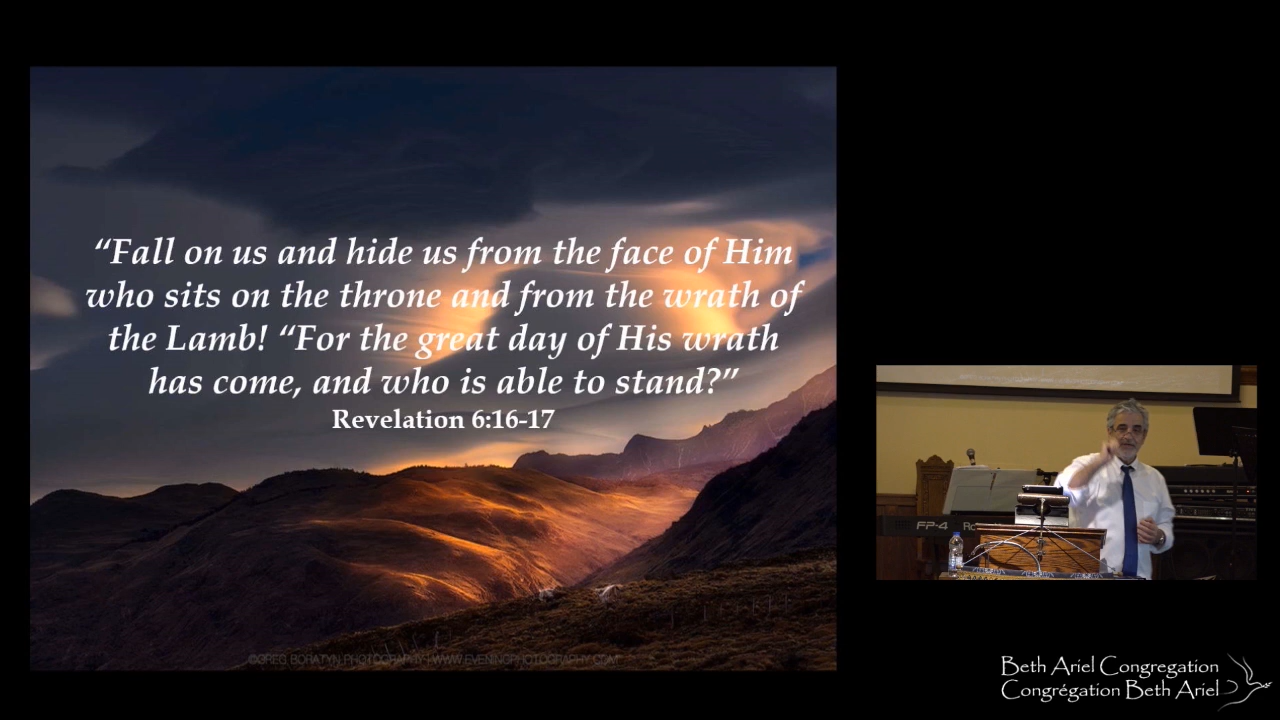 “Fall on us and hide us from the face of Him
who sits on the throne and from the wrath of
the Lamb! “For the great day of His wrath
has come, and who is able to stand?”
Revelation 6:16-17
©GREG BORATYN PHOTOGRAPHY | WWW.EVENINGPHOTOGRAPHY.COM
FP-4 Ro
Beth Ariel Congregation
Congrégation Beth Ariel